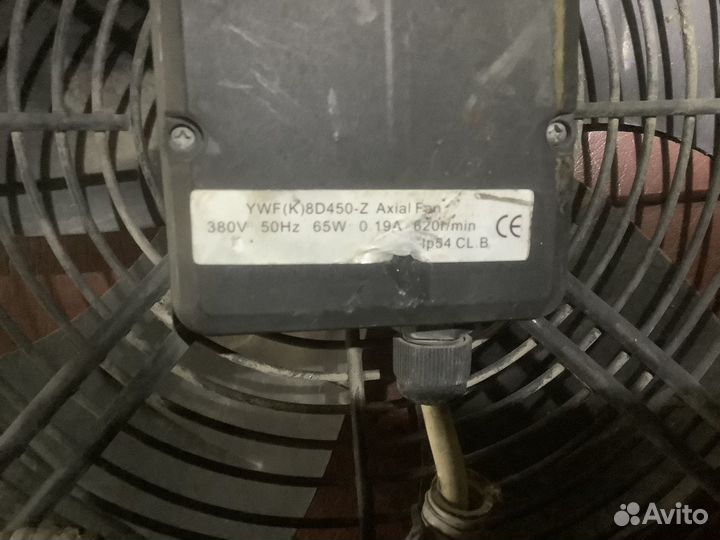 YWF(K)8D450-Z Axial Fan
380V 50Hz 65W 0.19A 620r/min
Ip54 CL.B
CE
Avito